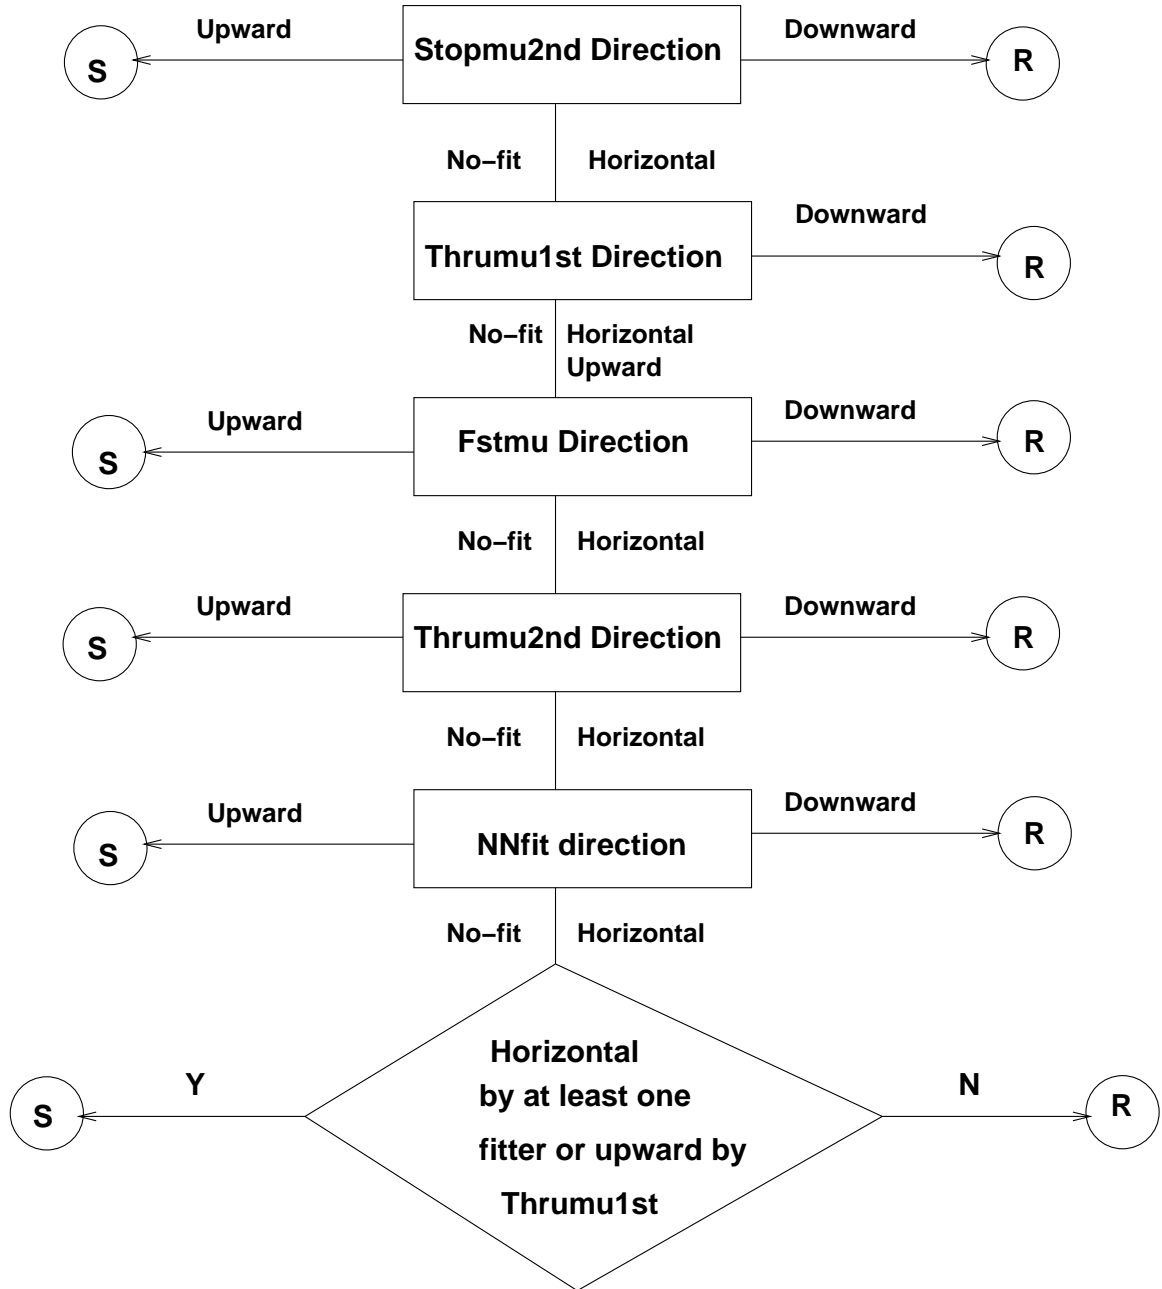 Upward
Stopmu2nd Direction
Downward
S
R
No–fit
Horizontal
Downward
Thrumu1st Direction
R
No–fit
Horizontal
Upward
Upward
Fstmu Direction
Downward
S
R
No–fit
Horizontal
Upward
Thrumu2nd Direction
Downward
S
R
No–fit
Horizontal
Upward
NNfit direction
Downward
S
R
No–fit
Horizontal
Horizontal
by at least one
fitter or upward by
Thrumu1st
Y
N
S
R